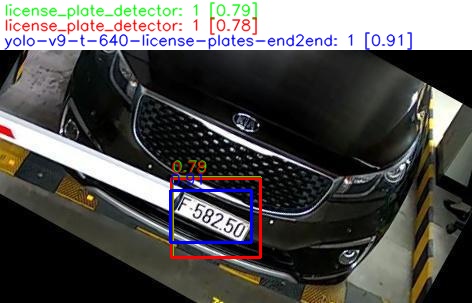 license_plate_detector: 1 [0.79]
license_plate_detector: 1 [0.78]
yolo-v9-t-640-license-plates-end2end: 1 [0.91]
KIA
0.79
F·582.50